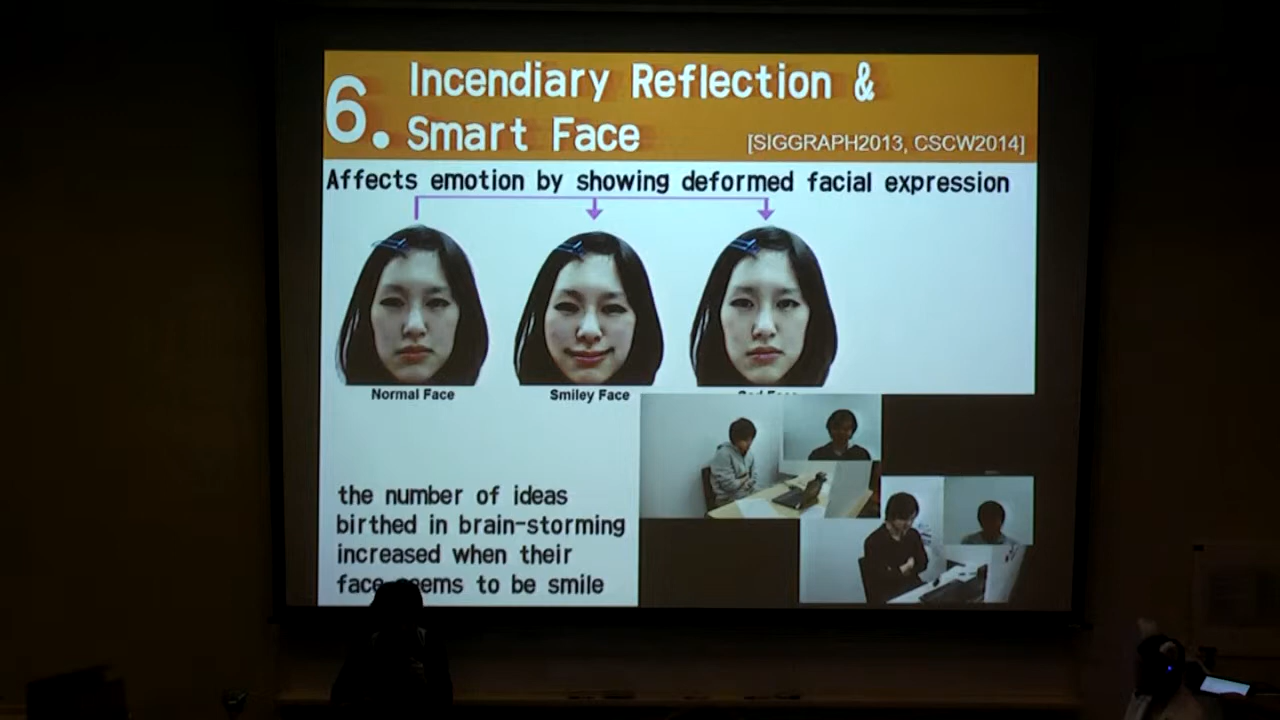 6. Incendiary Reflection &
Smart Face [SIGGRAPH2013, CSCW2014]
Affects emotion by showing deformed facial expression
Normal Face Smiley Face
the number of ideas
birthed in brain-storming
increased when their
face to be smile